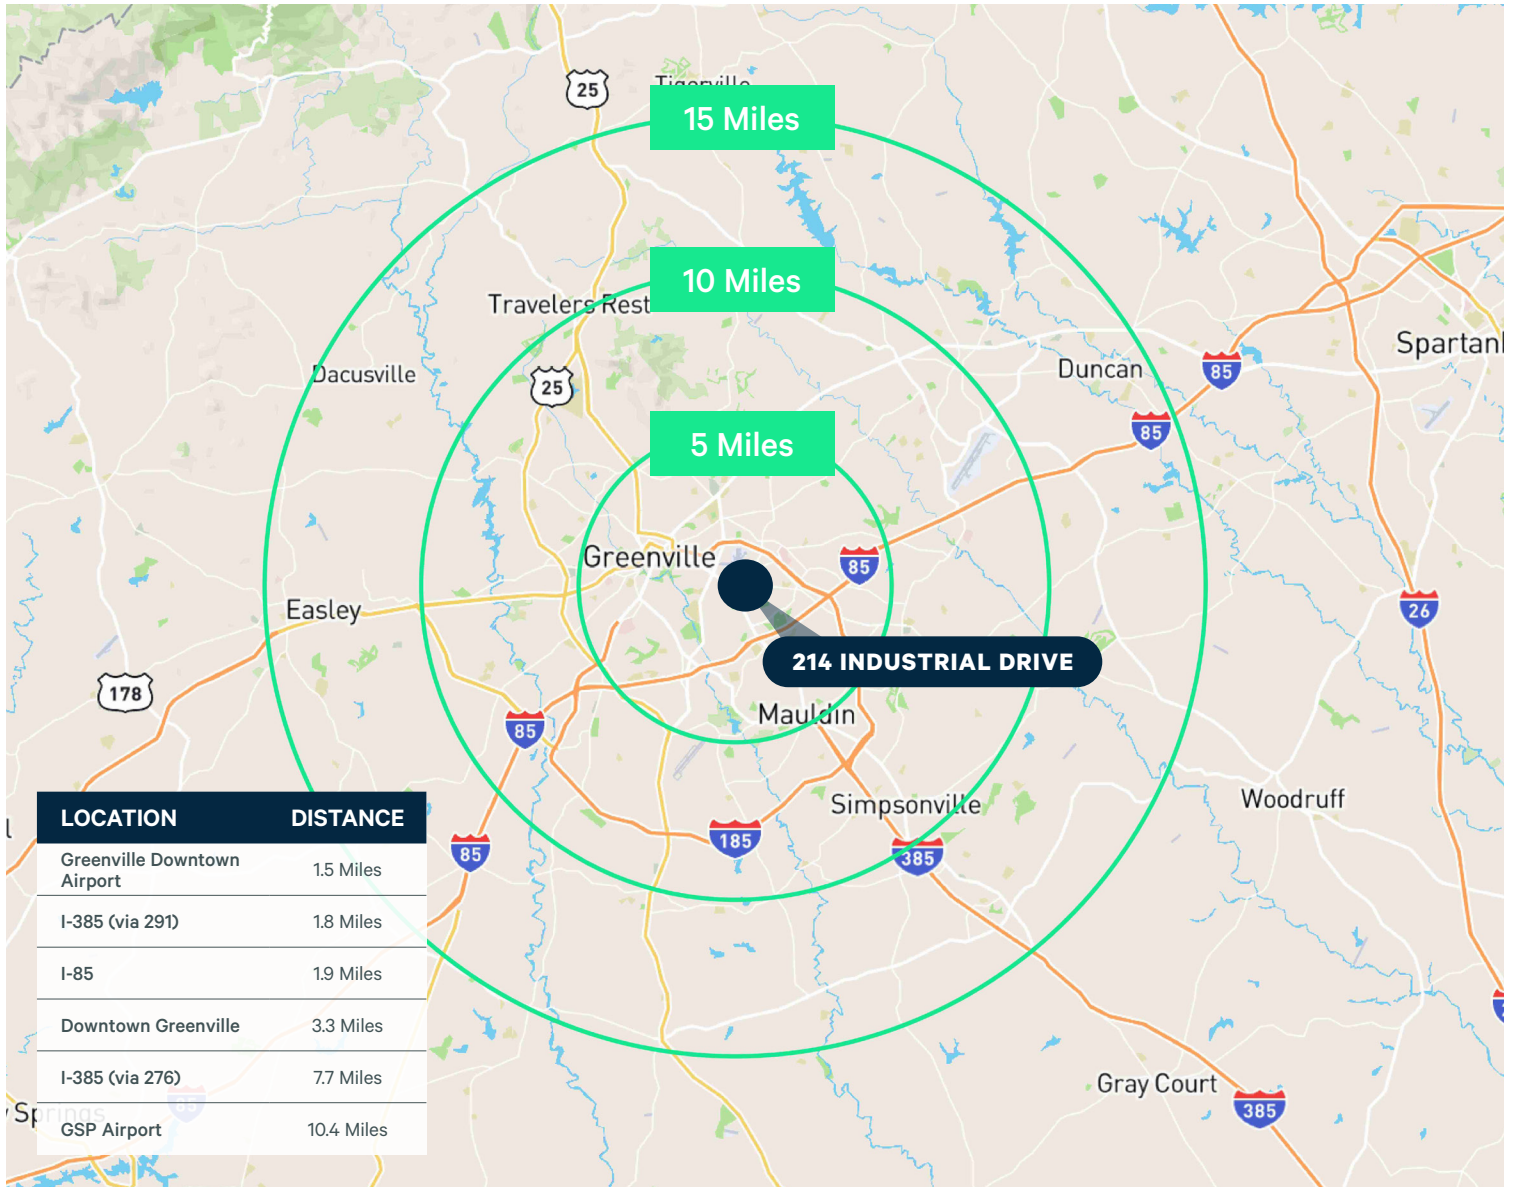 25
Tigerville
15 Miles
10 Miles
Travelers Rest
Spartanb
Dacusville
Duncan
85
25
85
5 Miles
Greenville
85
Easley
26
214 INDUSTRIAL DRIVE
178
Mauldin
85
Simpsonville
Woodruff
185
85
385
LOCATION DISTANCE
Greenville Downtown
Airport
1.5 Miles
I-385 (via 291) 1.8 Miles
I-85 1.9 Miles
Downtown Greenville 3.3 Miles
I-385 (via 276) 7.7 Miles
GSP Airport 10.4 Miles
85
Springs
Gray Court
385